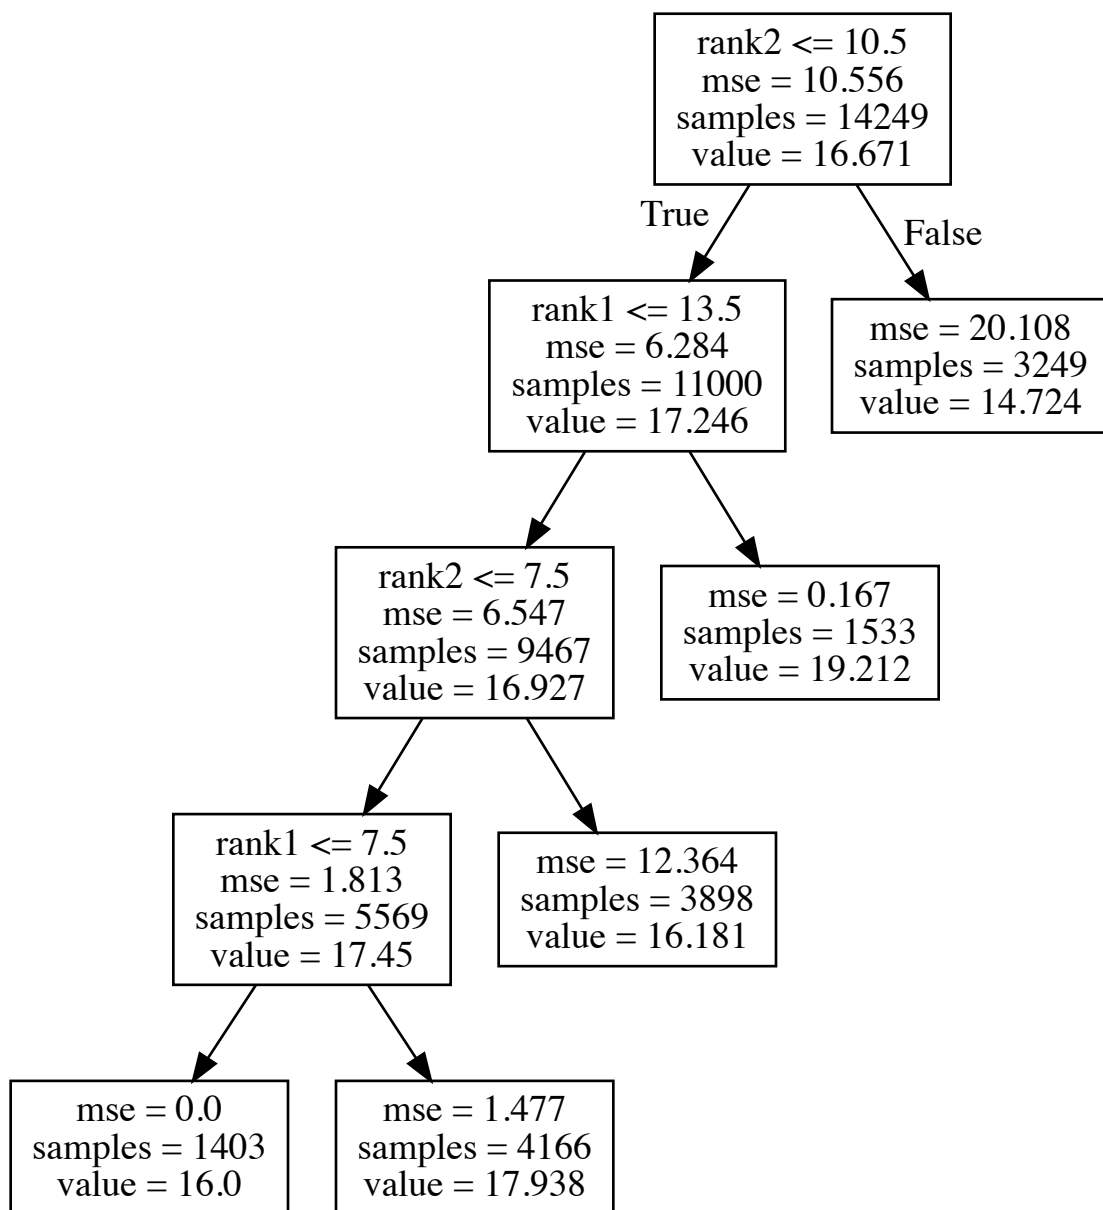 rank2 <= 10.5
mse = 10.556
samples = 14249
value = 16.671
True
False
rank1 <= 13.5
mse = 6.284
samples = 11000
value = 17.246
mse = 20.108
samples = 3249
value = 14.724
rank2 <= 7.5
mse = 6.547
samples = 9467
value = 16.927
mse = 0.167
samples = 1533
value = 19.212
rank1 <= 7.5
mse = 1.813
samples = 5569
value = 17.45
mse = 12.364
samples = 3898
value = 16.181
mse = 0.0
samples = 1403
value = 16.0
mse = 1.477
samples = 4166
value = 17.938